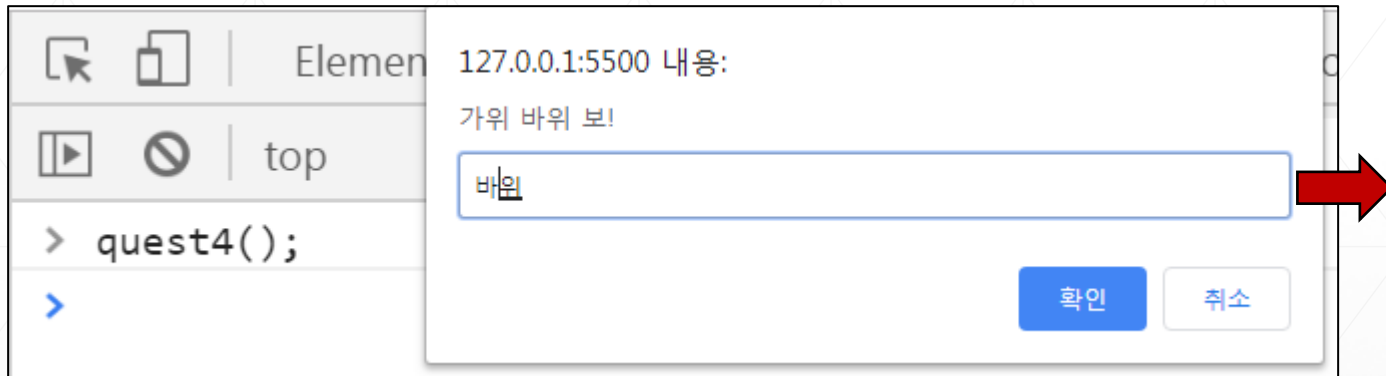 Elemen
127.0.0.1:5500 내용:
가위 바위 보!
top
바위
> quest4();
>
확인
취소